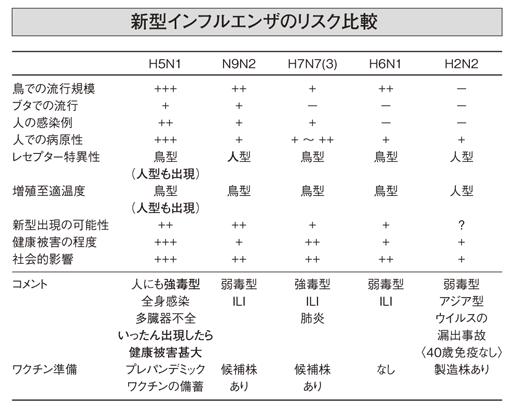 新型インフルエンザのリスク比較
H5N1 N9N2 H7N7(3) H6N1 H2N2
鳥での流行規模 +++ ++ + ++ −
ブタでの流行 + + − − −
人の感染例 ++ + + − −
人での病原性 +++ + +～++ + +
レセプター特異性 鳥型 人型 鳥型 鳥型 人型
（人型も出現）
増殖至適温度 鳥型 鳥型 鳥型 鳥型 人型
（人型も出現）
新型出現の可能性 ++ ++ + + ?
健康被害の程度 +++ + ++ + +
社会的影響 +++ ++ ++ ++ +
コメント 人にも強毒型 弱毒型 強毒型 弱毒型 弱毒型
全身感染 ILI ILI ILI アジア型
多臓器不全 肺炎 ウイルスの
いったん出現したら 漏出事故
健康被害甚大 〈40歳免疫なし〉
ワクチン準備 プレパンデミック 候補株 候補株 なし 製造株あり
ワクチンの備蓄 あり あり